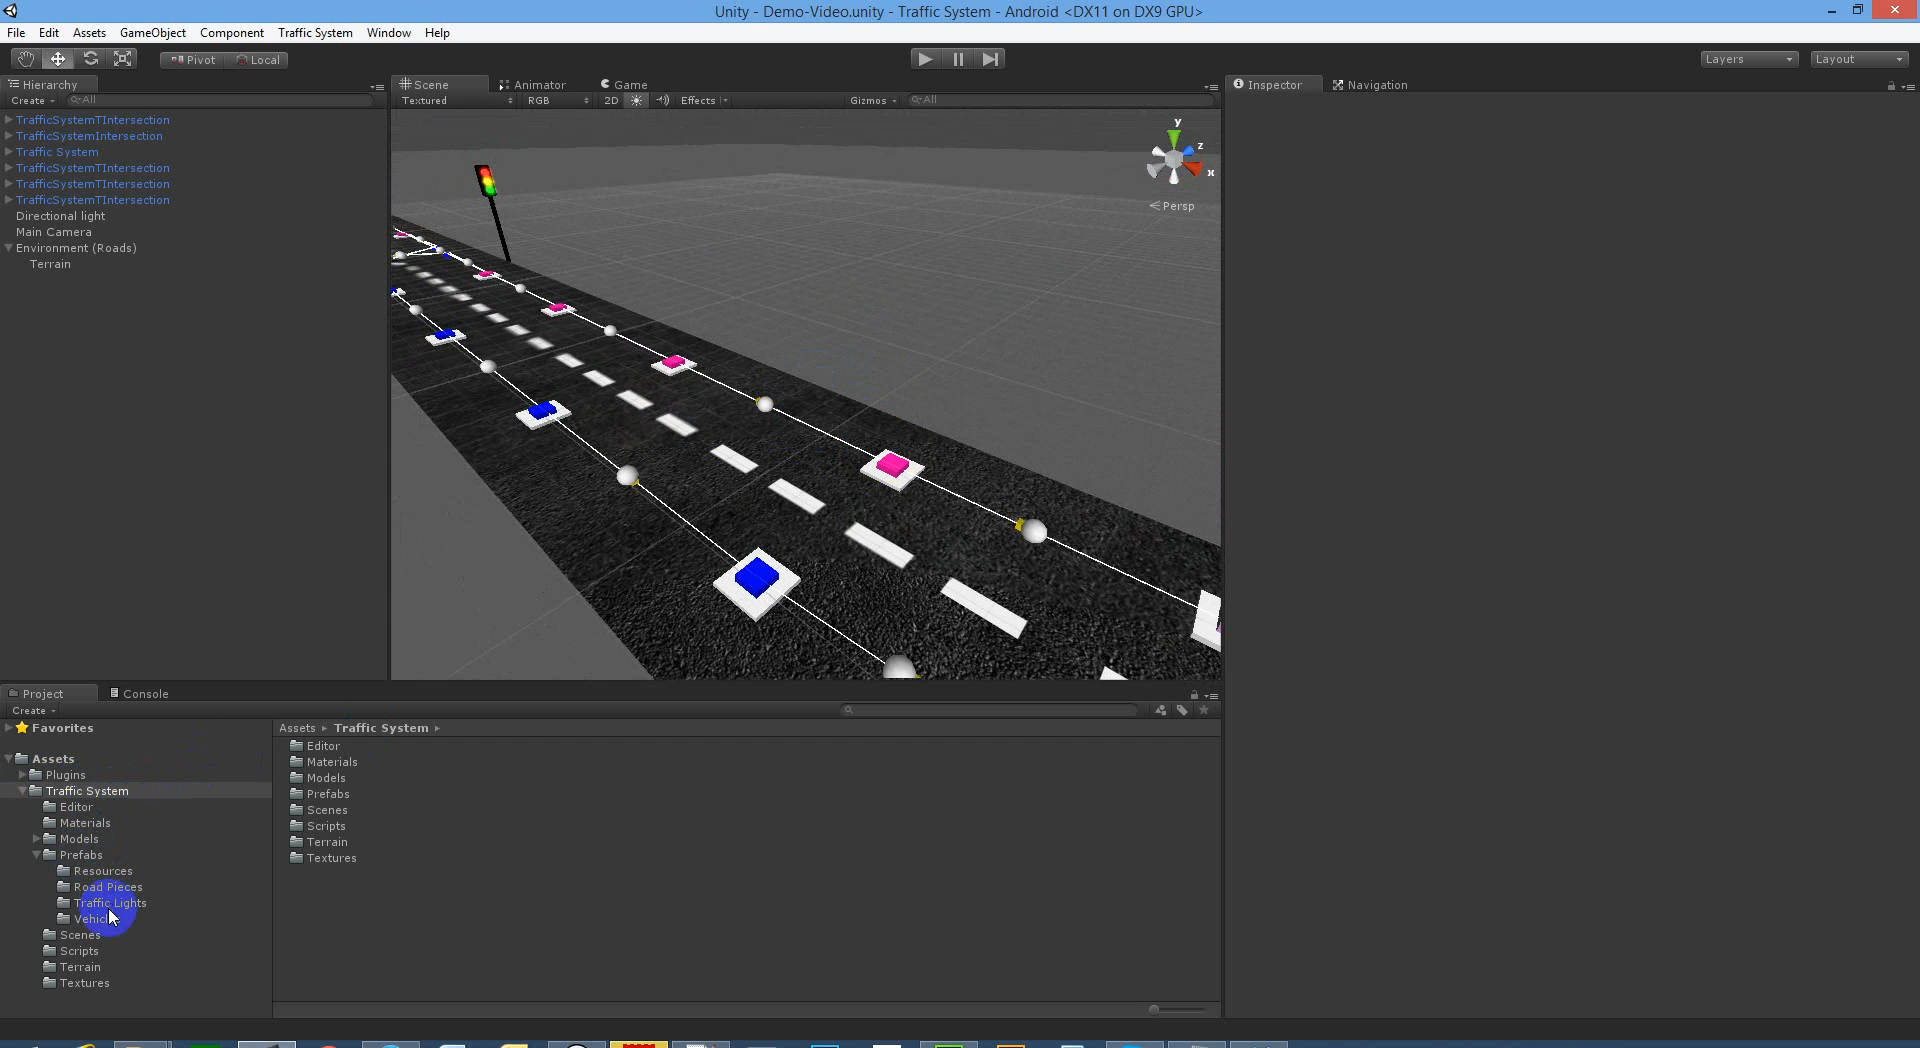 Unity - Demo-Video.unity - Traffic System - Android <DX11 on DX9 GPU>
File Edit Assets GameObject Component Traffic System Window Help
Pivot Local Layers Layout
Hierarchy
Create All
TrafficSystemTIntersection
TrafficSystemIntersection
Traffic System
TrafficSystemTIntersection
TrafficSystemTIntersection
TrafficSystemTIntersection
Directional light
Main Camera
Environment (Roads)
Terrain
Scene Animator Game
Textured RGB 2D Effects Gizmos All
y
z
x
Persp
Inspector Navigation
Project Console
Create
Favorites
Assets
Plugins
Traffic System
Editor
Materials
Models
Prefabs
Resources
Road Pieces
Traffic Lights
Scenes
Scripts
Terrain
Textures
Assets Traffic System
Editor
Materials
Models
Prefabs
Scenes
Scripts
Terrain
Textures